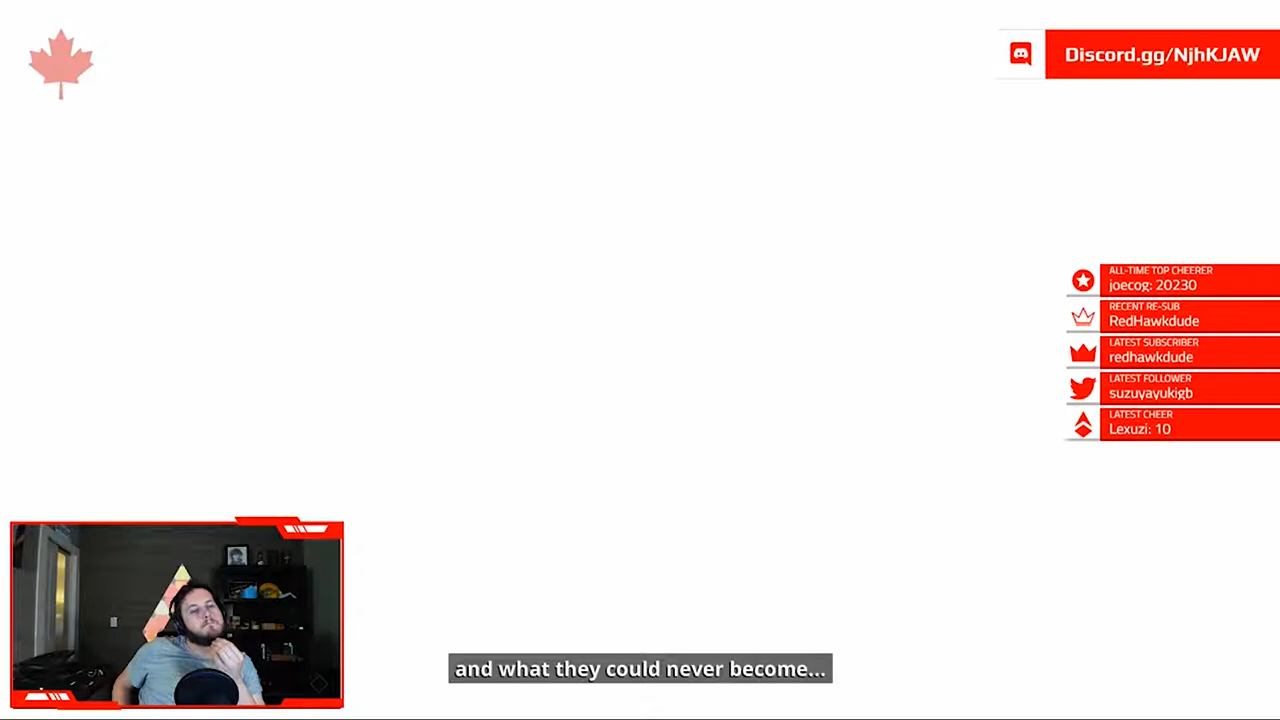 Discord.gg/NjhKJAW
ALL-TIME TOP CHEERER
joecog: 20230
RECENT RE-SUB
RedHawkdude
LATEST SUBSCRIBER
redhawkdude
LATEST FOLLOWER
suzuyayukigb
LATEST CHEER
Lexuzi: 10
and what they could never become...